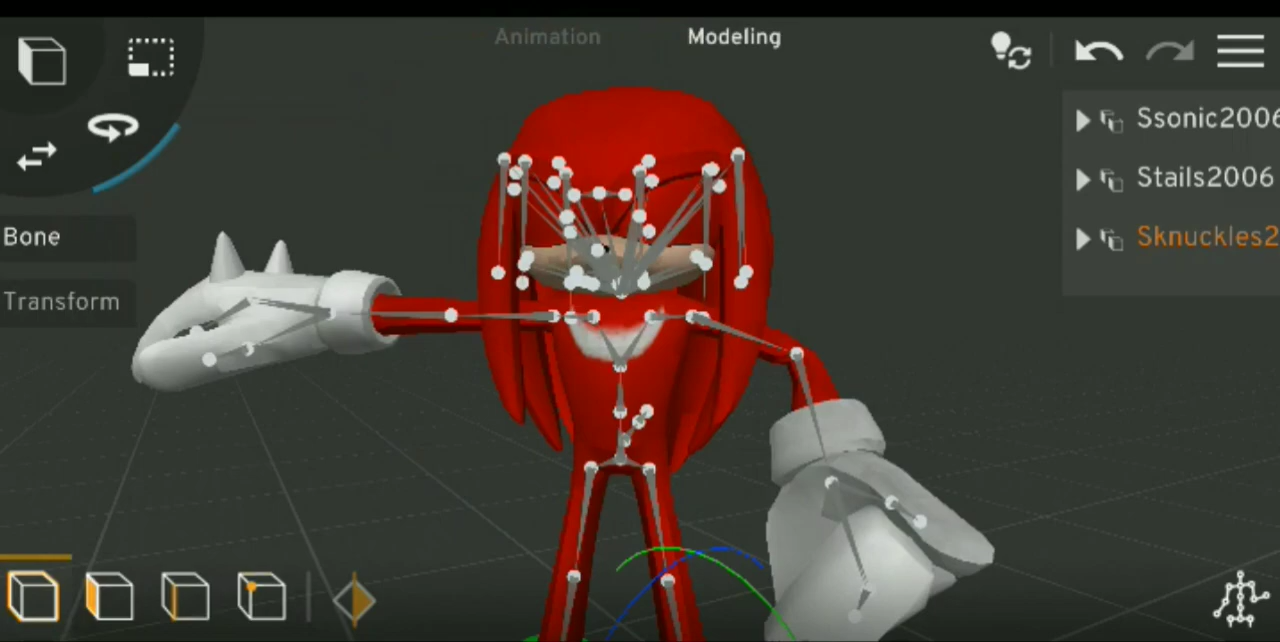 Animation
Modeling
Ssonic2006
Stails2006
Sknuckles2
Bone
Transform